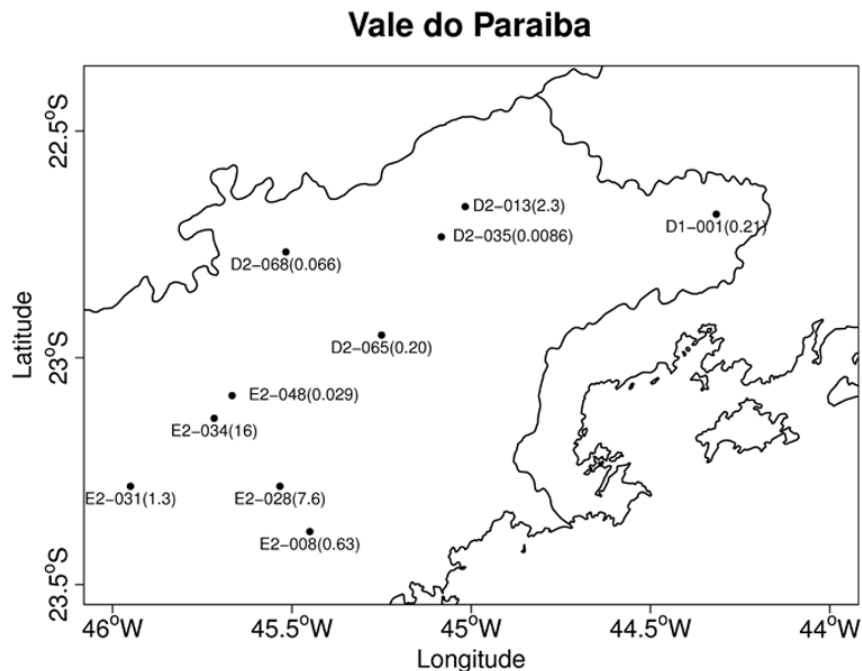 Vale do Paraiba
22.5°S
D2−013(2.3)
D1−001(0.21)
D2−035(0.0086)
D2−068(0.066)
Latitude
23°S
D2−065(0.20)
E2−048(0.029)
E2−034(16)
E2−031(1.3)
E2−028(7.6)
E2−008(0.63)
23.5°S
46°W
45.5°W
45°W
44.5°W
44°W
Longitude